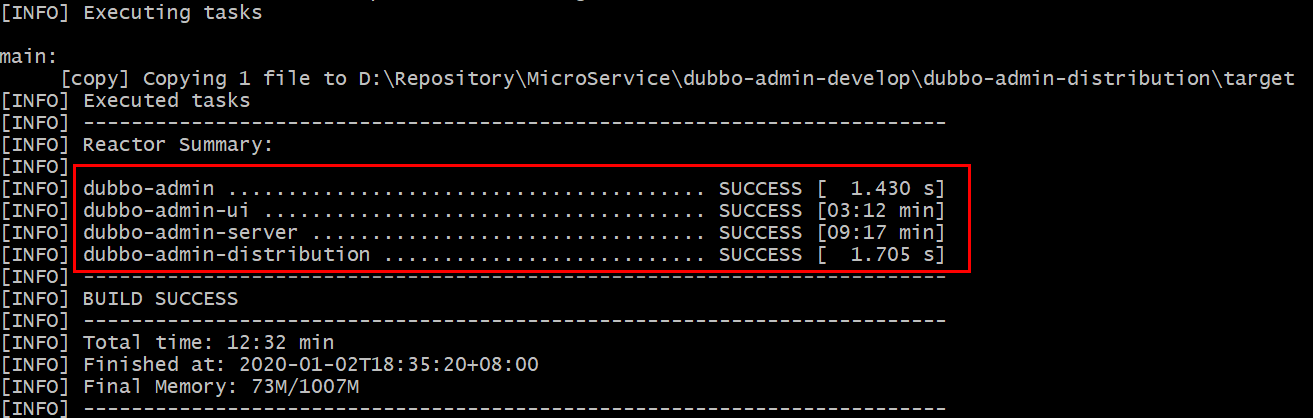 [INFO] Executing tasks
main:
     [copy] Copying 1 file to D:\Repository\MicroService\dubbo-admin-develop\dubbo-admin-distribution\target
[INFO] Executed tasks
[INFO] ------------------------------------------------------------------------
[INFO] Reactor Summary:
[INFO]
[INFO] dubbo-admin ........................................ SUCCESS [  1.430 s]
[INFO] dubbo-admin-ui ..................................... SUCCESS [03:12 min]
[INFO] dubbo-admin-server ................................. SUCCESS [09:17 min]
[INFO] dubbo-admin-distribution ........................... SUCCESS [  1.705 s]
[INFO] ------------------------------------------------------------------------
[INFO] BUILD SUCCESS
[INFO] ------------------------------------------------------------------------
[INFO] Total time: 12:32 min
[INFO] Finished at: 2020-01-02T18:35:20+08:00
[INFO] Final Memory: 73M/1007M
[INFO] ------------------------------------------------------------------------